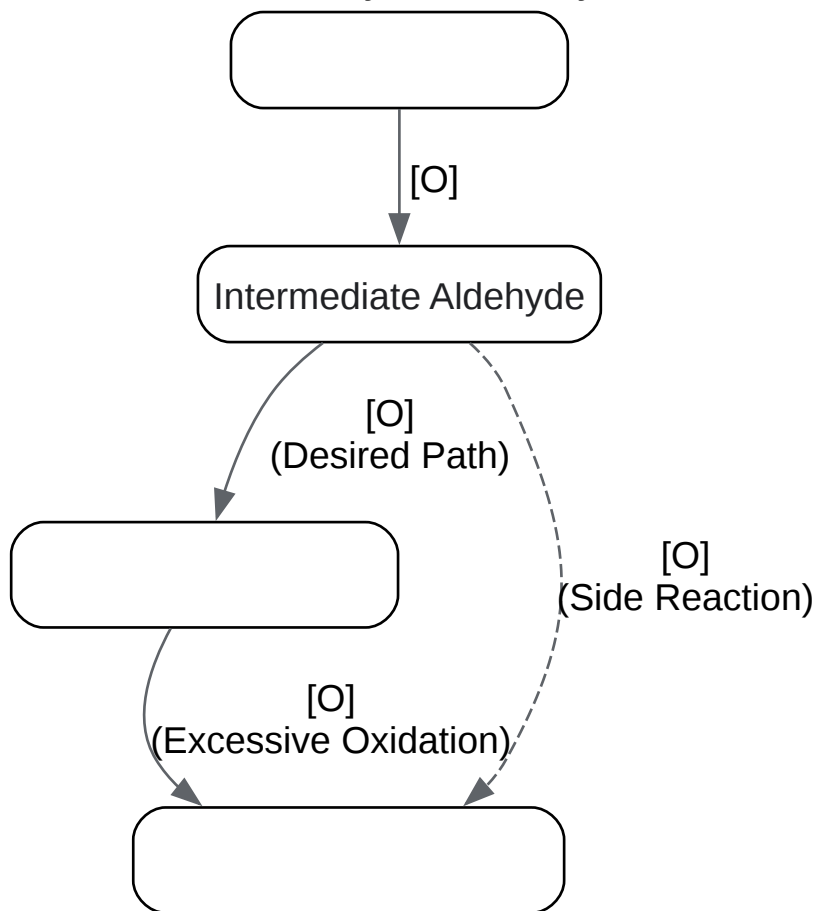 [O]
Intermediate Aldehyde
[O]
(Desired Path)
[O]
(Side Reaction)
[O]
(Excessive Oxidation)